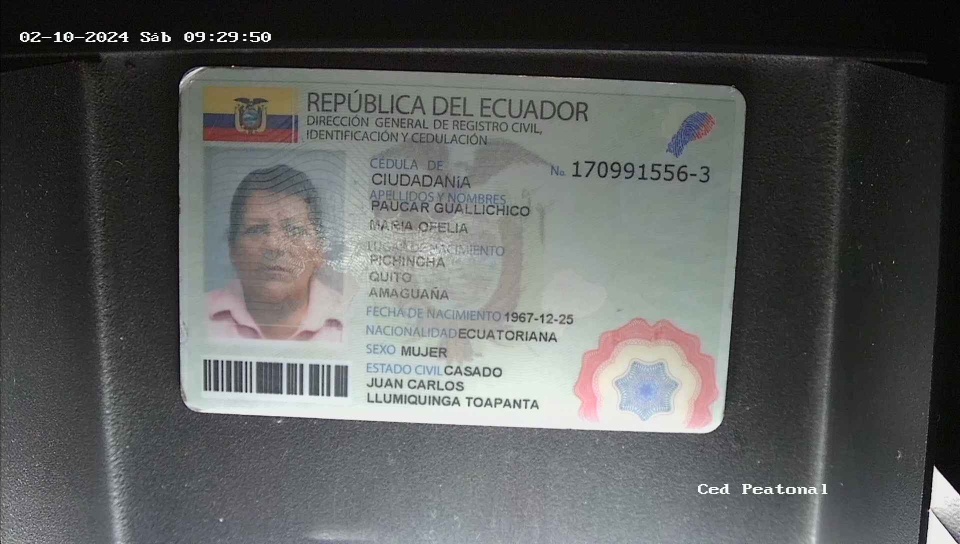 02-10-2024 Sáb 09:29:50
REPÚBLICA DEL ECUADOR
DIRECCIÓN GENERAL DE REGISTRO CIVIL,
IDENTIFICACIÓN Y CEDULACIÓN
CÉDULA DE
No. 170991556-3
CIUDADANíA
APELLIDOS Y NOMBRES
PAUCAR GUALLICHICO
MARIA OFELIA
LUGAR DE NACIMIENTO
PICHINCHA
QUITO
AMAGUAÑA
FECHA DE NACIMIENTO 1967-12-25
NACIONALIDAD ECUATORIANA
SEXO MUJER
ESTADO CIVIL CASADO
JUAN CARLOS
LLUMIQUINGA TOAPANTA
Ced Peatonal